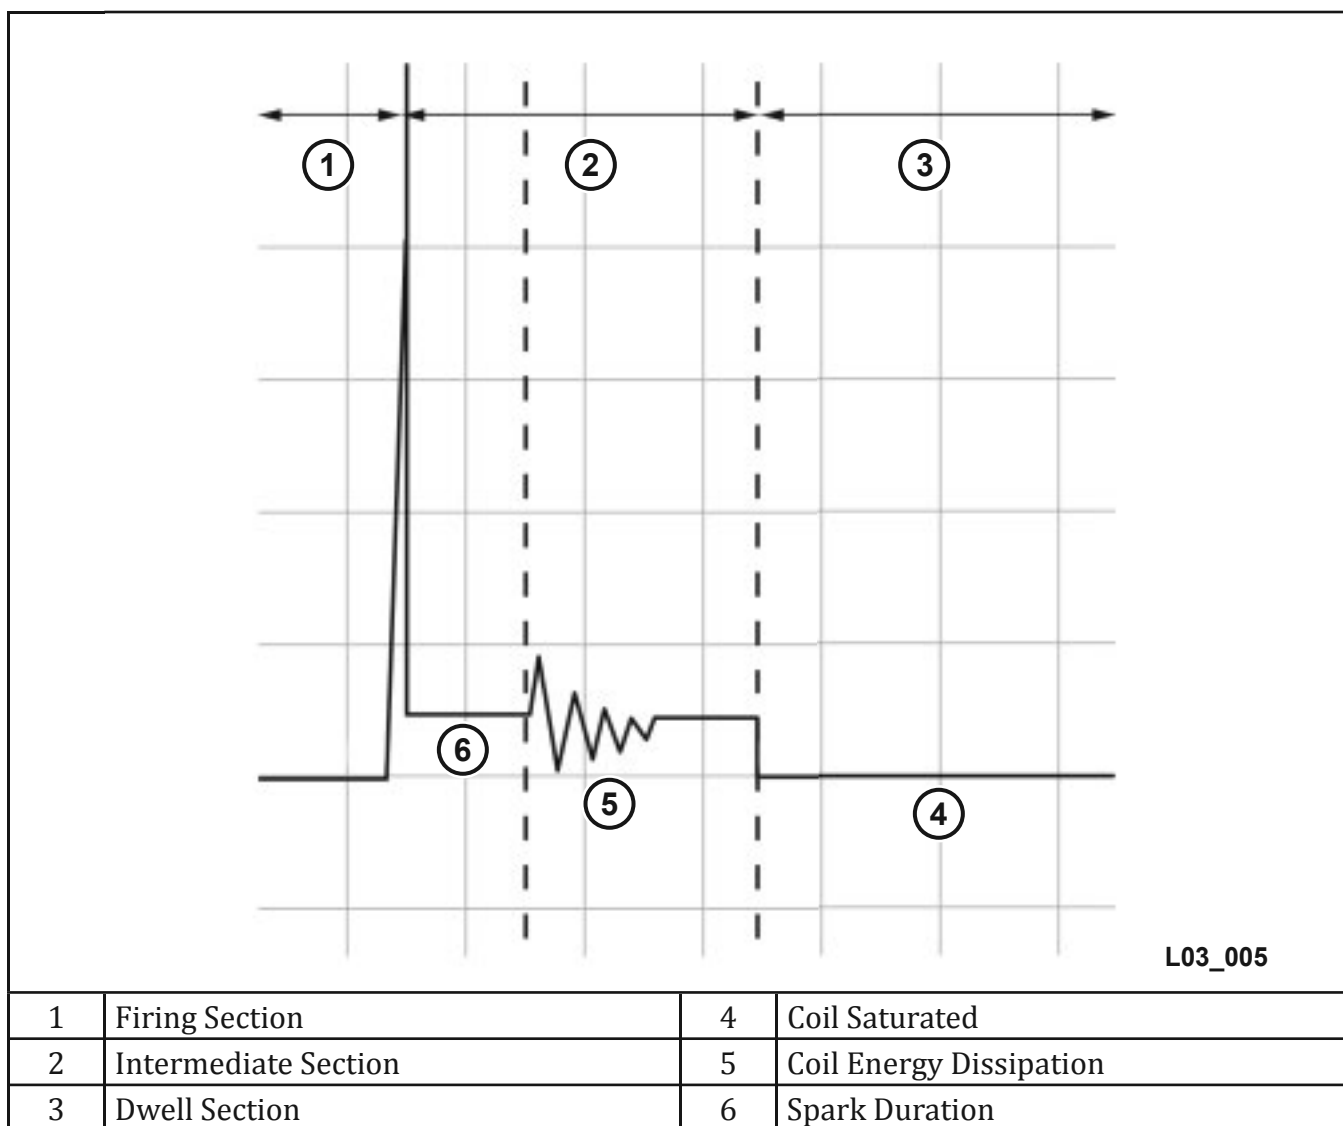 1
2
3
6
5
4
L03_005
1 Firing Section 4 Coil Saturated
2 Intermediate Section 5 Coil Energy Dissipation
3 Dwell Section 6 Spark Duration